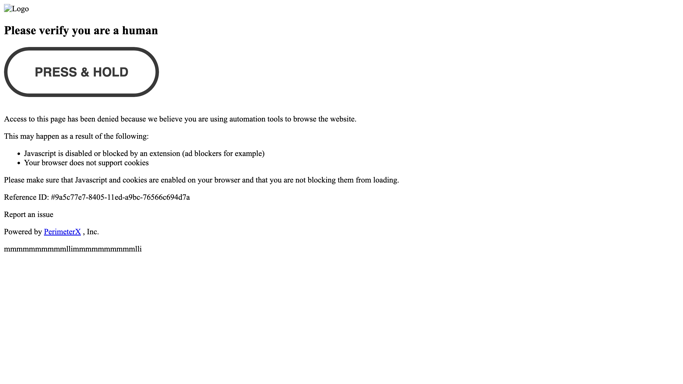 Logo
Please verify you are a human
PRESS & HOLD
Access to this page has been denied because we believe you are using automation tools to browse the website.
This may happen as a result of the following:
• Javascript is disabled or blocked by an extension (ad blockers for example)
• Your browser does not support cookies
Please make sure that Javascript and cookies are enabled on your browser and that you are not blocking them from loading.
Reference ID: #9a5c77e7-8405-11ed-a9bc-76566c694d7a
Report an issue
Powered by PerimeterX , Inc.
mmmmmmmmmmllimmmmmmmmmmlli